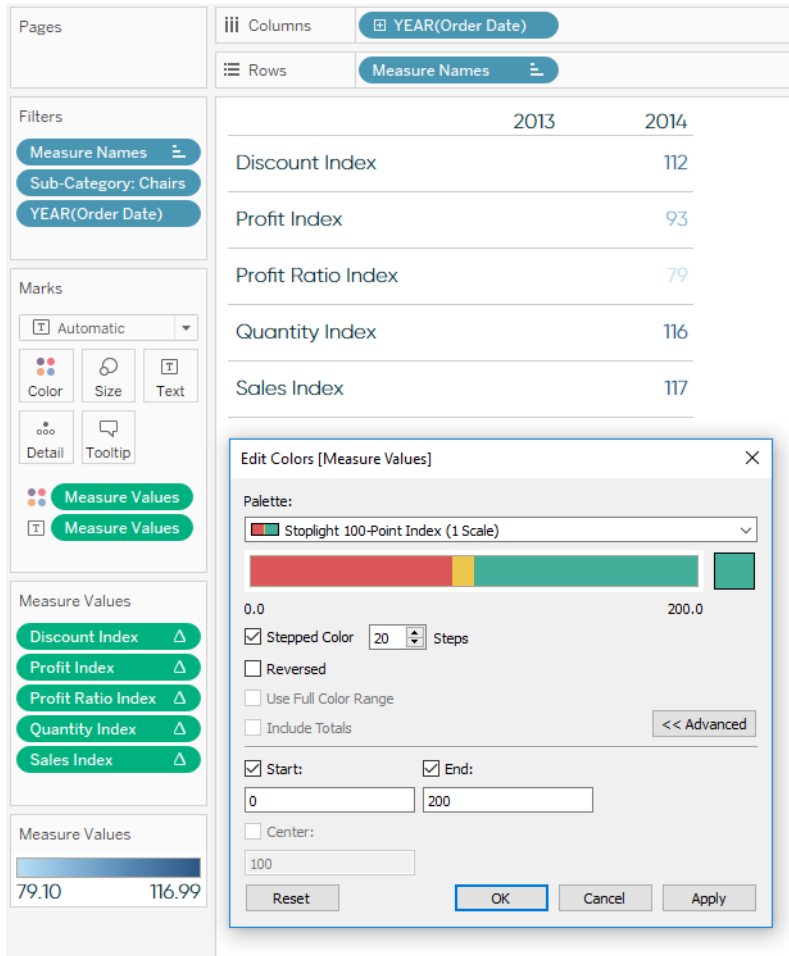 Pages
Columns
YEAR(Order Date)
Rows
Measure Names
Filters
Measure Names
Sub-Category: Chairs
YEAR(Order Date)
2013 2014
Discount Index 112
Profit Index 93
Profit Ratio Index 79
Quantity Index 116
Sales Index 117
Marks
T Automatic
Color Size T Text
Detail Tooltip
Measure Values
T Measure Values
Measure Values
Discount Index Δ
Profit Index Δ
Profit Ratio Index Δ
Quantity Index Δ
Sales Index Δ
Measure Values
79.10 116.99
Edit Colors [Measure Values]
Palette:
Stoplight 100-Point Index (1 Scale)
0.0 200.0
Stepped Color 20 Steps
Reversed
Use Full Color Range
Include Totals
<< Advanced
Start: End:
0 200
Center:
100
Reset OK Cancel Apply